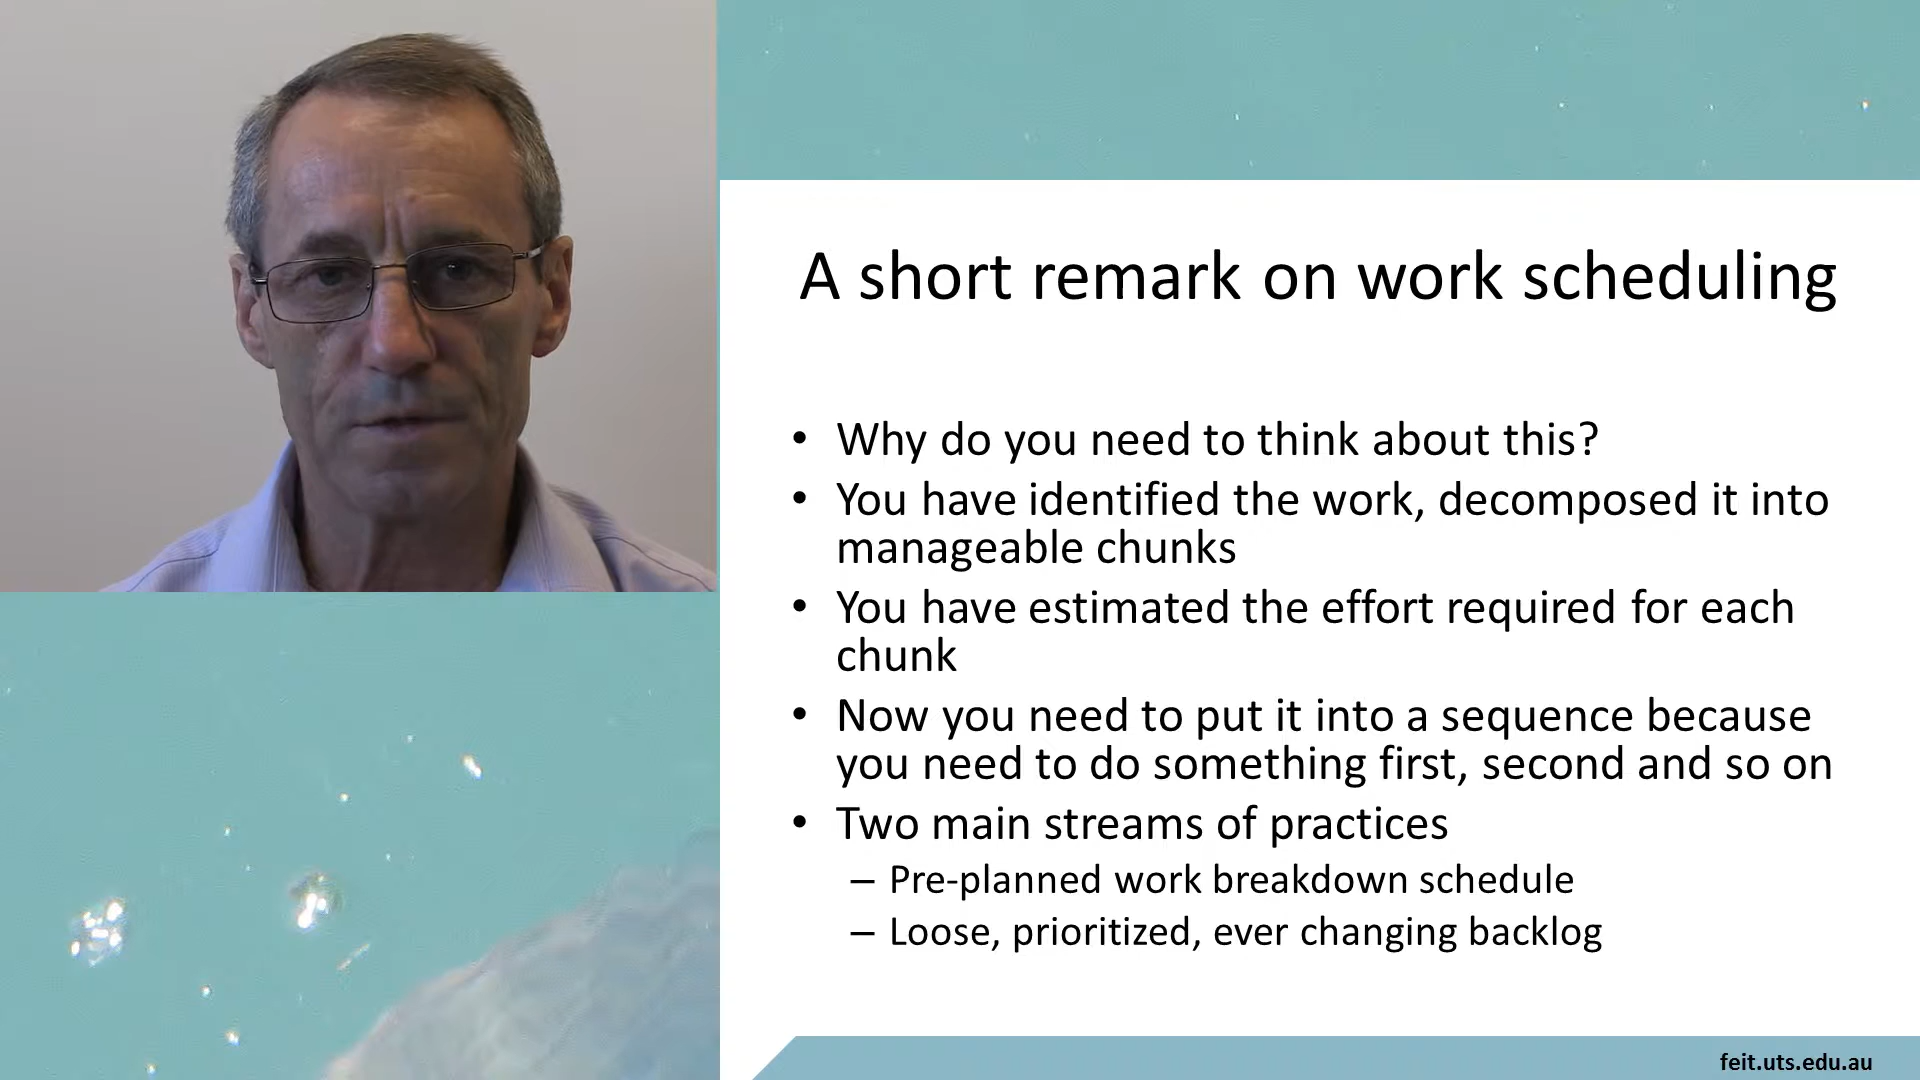 A short remark on work scheduling
• Why do you need to think about this?
• You have identified the work, decomposed it into
manageable chunks
• You have estimated the effort required for each
chunk
• Now you need to put it into a sequence because
you need to do something first, second and so on
• Two main streams of practices
– Pre-planned work breakdown schedule
– Loose, prioritized, ever changing backlog
feit.uts.edu.au